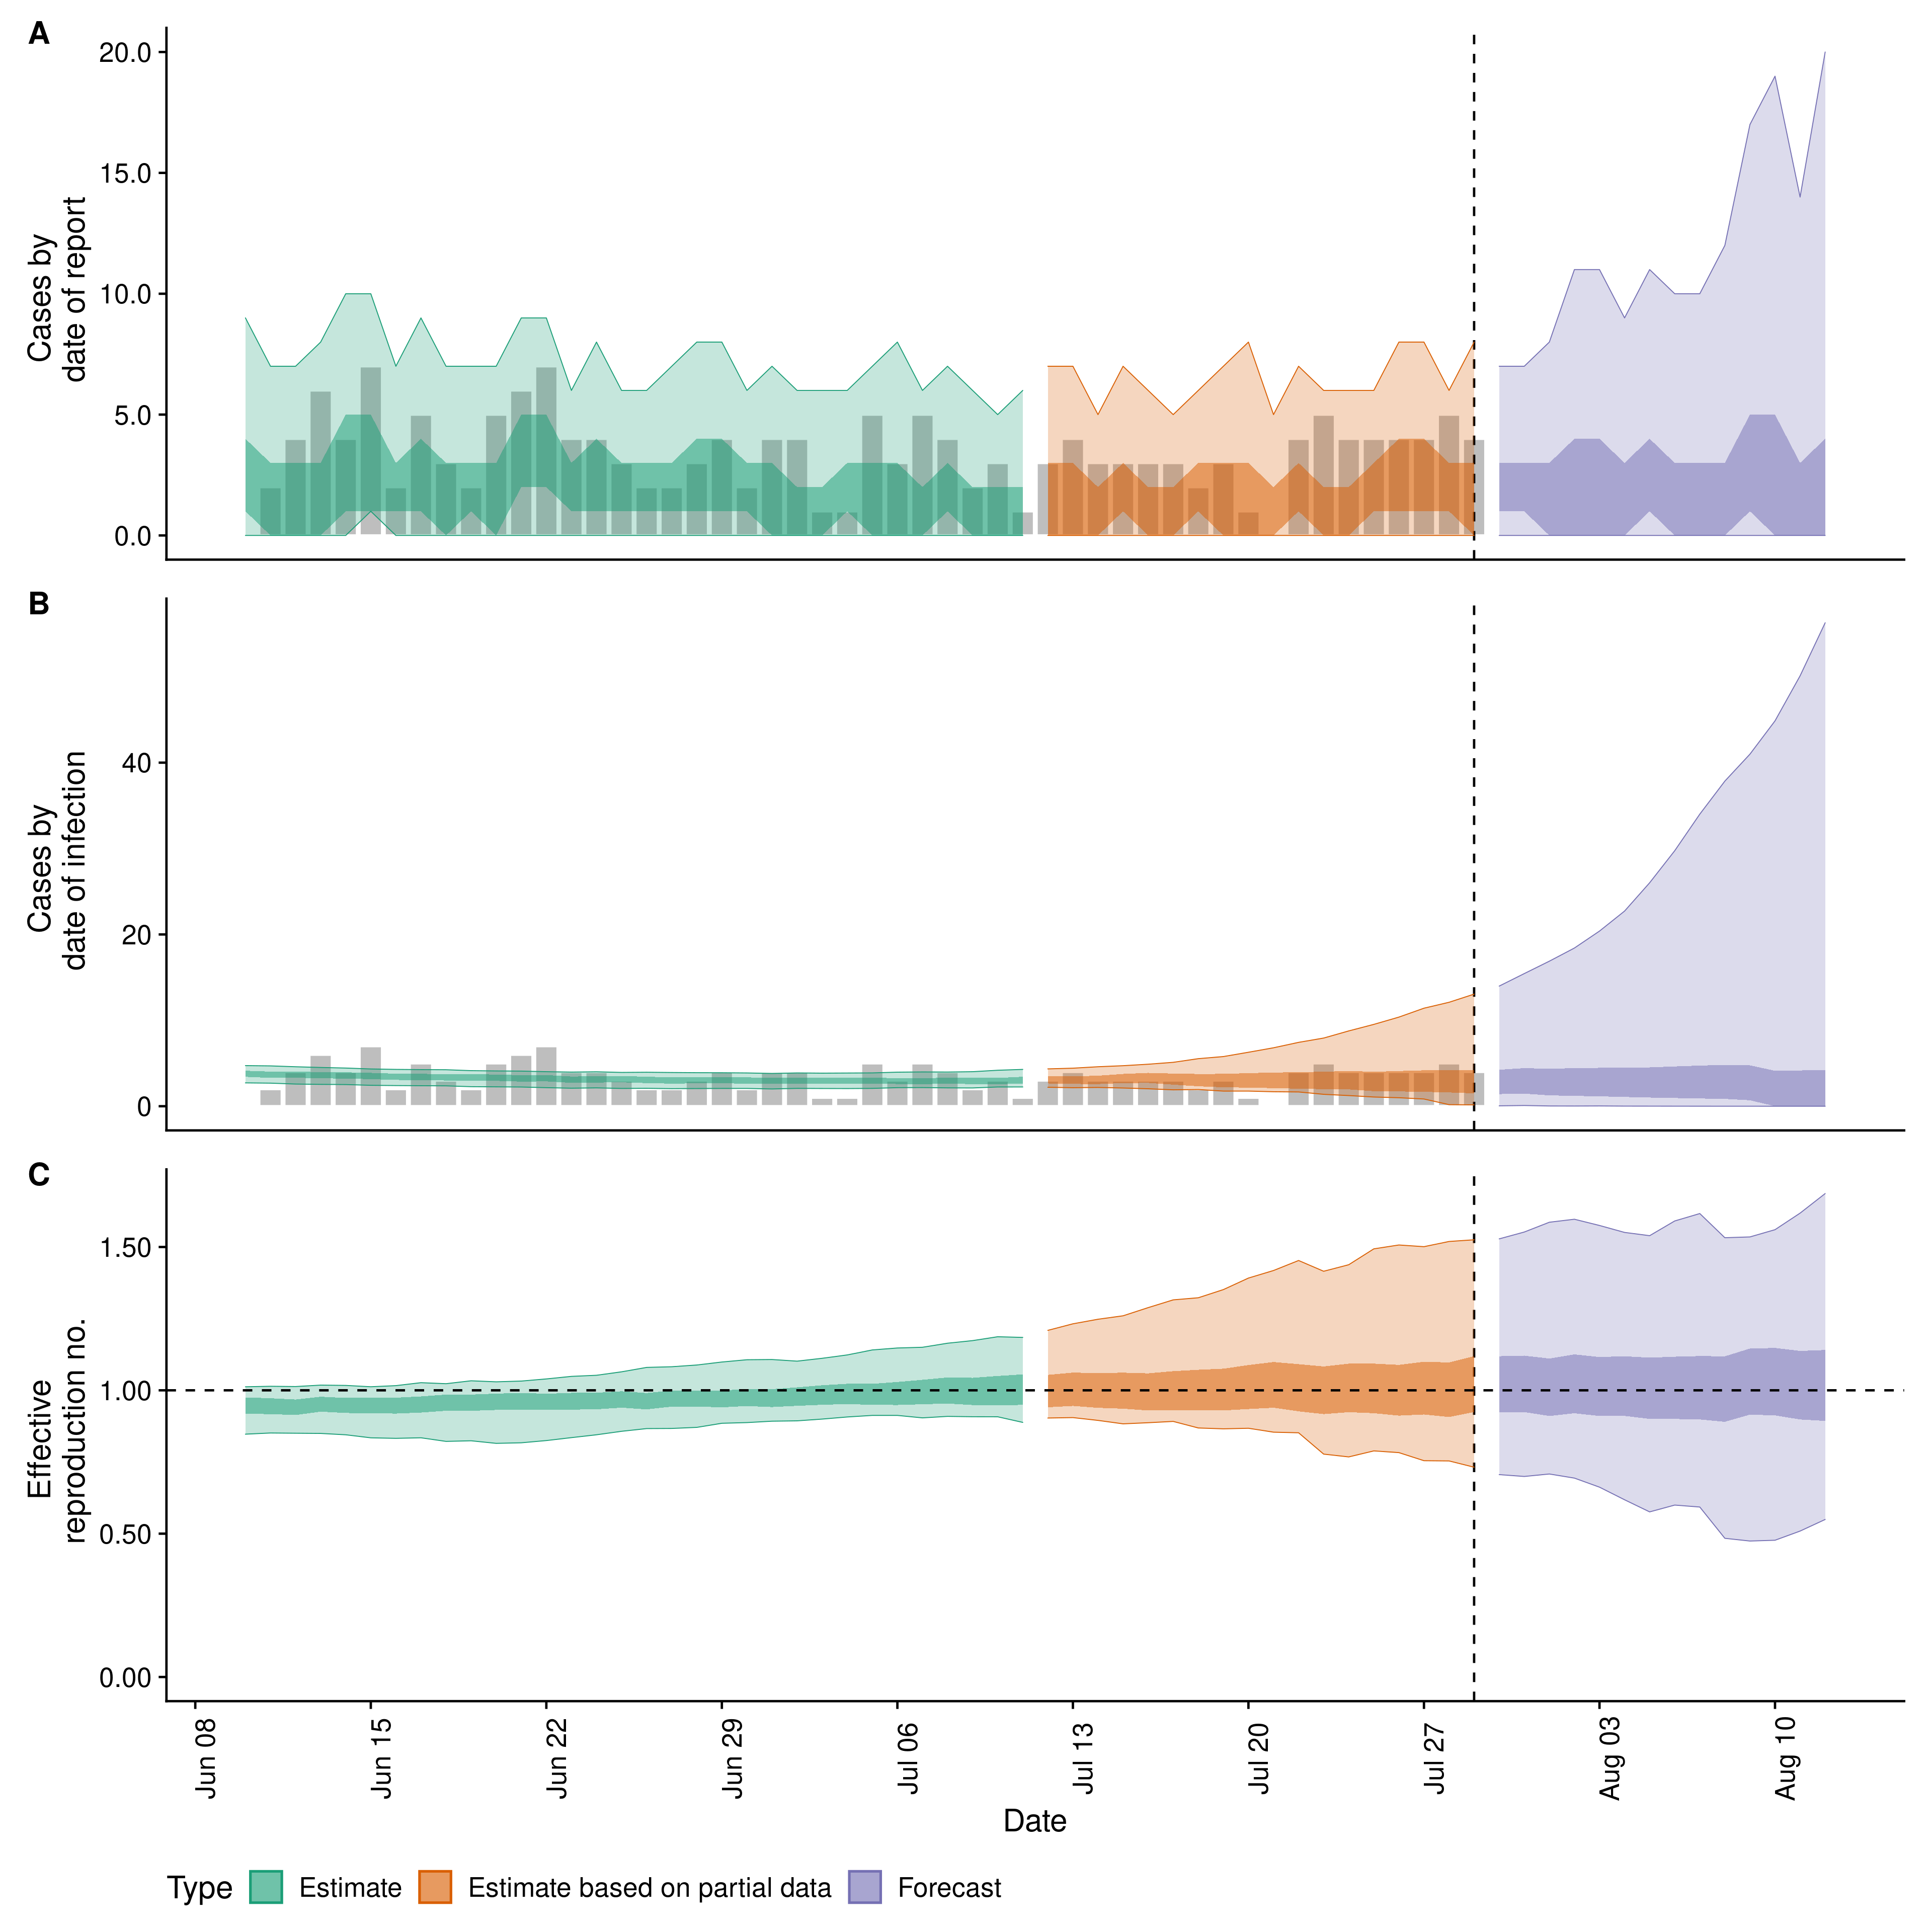 A
20.0
15.0
10.0
5.0
0.0
Cases by
date of report
B
40
20
0
Cases by
date of infection
C
1.50
1.00
0.50
0.00
Effective
reproduction no.
Jun 08
Jun 15
Jun 22
Jun 29
Jul 06
Jul 13
Jul 20
Jul 27
Aug 03
Aug 10
Date
Type Estimate Estimate based on partial data Forecast